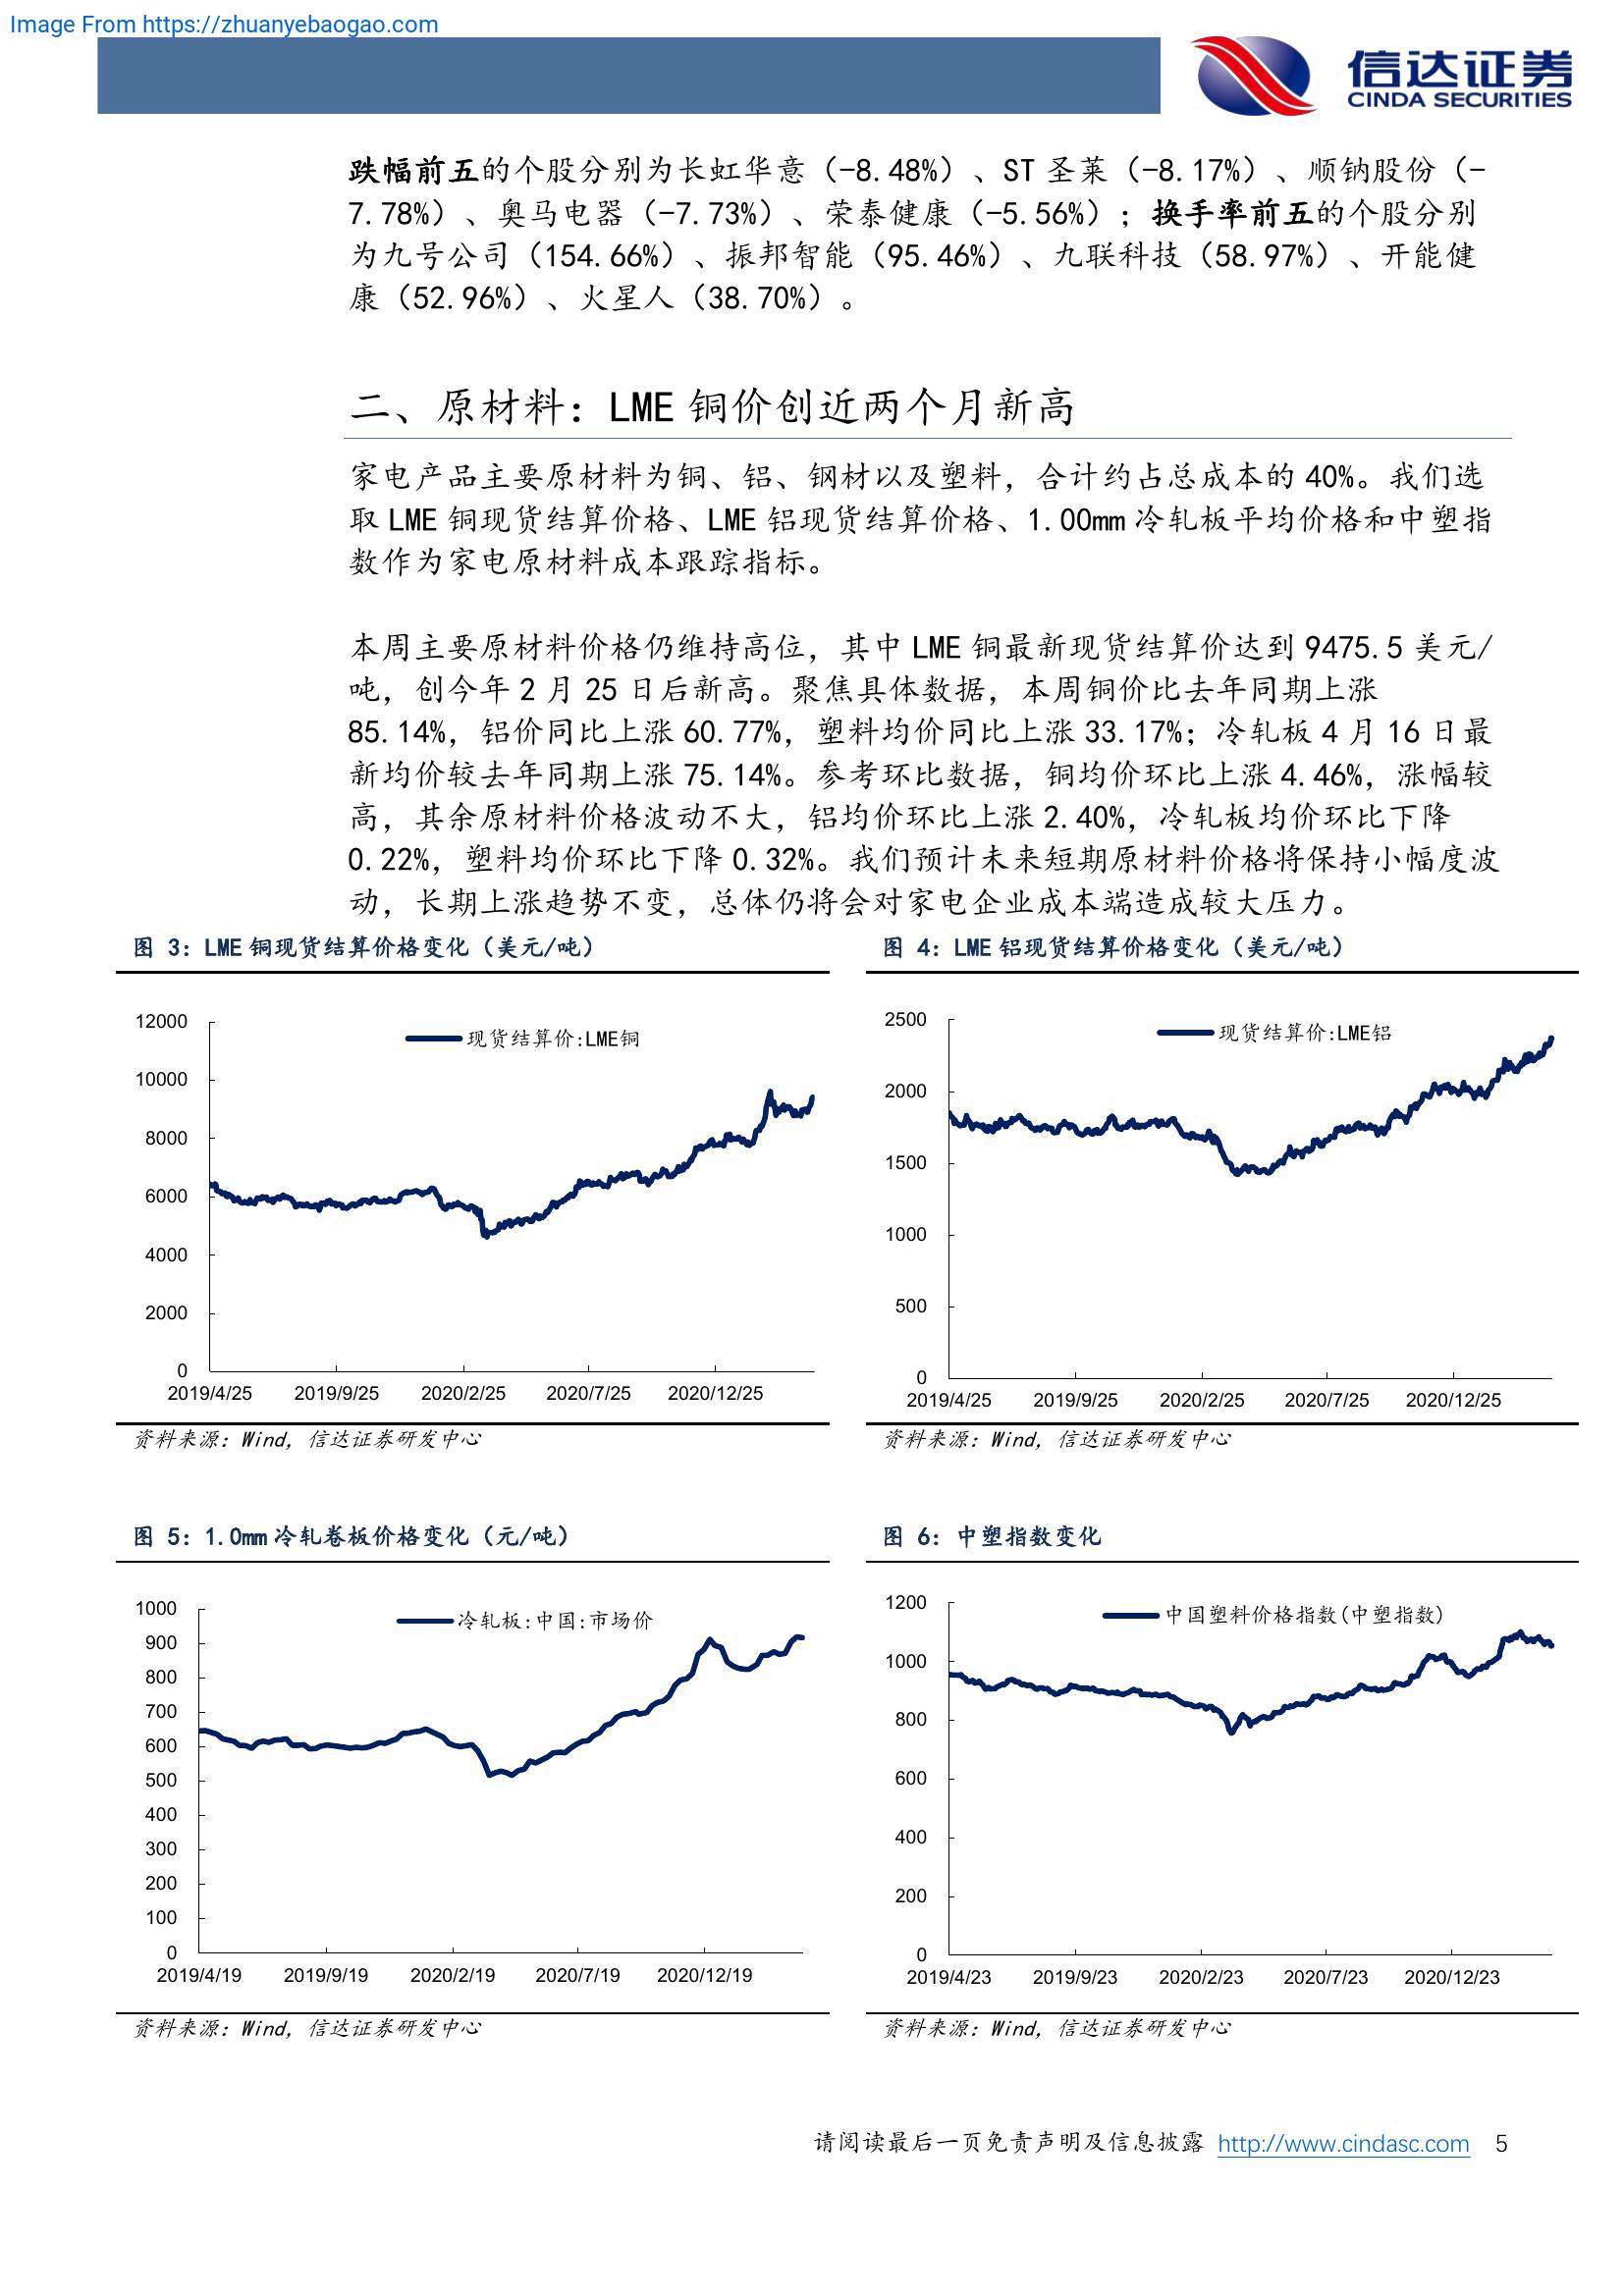 Image From https://zhuanyebaogao.com
信达证券
CINDA SECURITIES
跌幅前五的个股分别为长虹华意（-8.48%）、ST 圣莱（-8.17%）、顺钠股份（-
7.78%）、奥马电器（-7.73%）、荣泰健康（-5.56%）；换手率前五的个股分别
为九号公司（154.66%）、振邦智能（95.46%）、九联科技（58.97%）、开能健
康（52.96%）、火星人（38.70%）。
二、原材料：LME 铜价创近两个月新高
家电产品主要原材料为铜、铝、钢材以及塑料，合计约占总成本的 40%。我们选
取 LME 铜现货结算价格、LME 铝现货结算价格、1.00mm 冷轧板平均价格和中塑指
数作为家电原材料成本跟踪指标。
本周主要原材料价格仍维持高位，其中 LME 铜最新现货结算价达到 9475.5 美元/
吨，创今年 2 月 25 日后新高。聚焦具体数据，本周铜价比去年同期上涨
85.14%，铝价同比上涨 60.77%，塑料均价同比上涨 33.17%；冷轧板 4 月 16 日最
新均价较去年同期上涨 75.14%。参考环比数据，铜均价环比上涨 4.46%，涨幅较
高，其余原材料价格波动不大，铝均价环比上涨 2.40%，冷轧板均价环比下降
0.22%，塑料均价环比下降 0.32%。我们预计未来短期原材料价格将保持小幅度波
动，长期上涨趋势不变，总体仍将会对家电企业成本端造成较大压力。
图 3：LME 铜现货结算价格变化（美元/吨）
现货结算价:LME铜
12000
10000
8000
6000
4000
2000
0
2019/4/25 2019/9/25 2020/2/25 2020/7/25 2020/12/25
资料来源：Wind，信达证券研发中心
图 4：LME 铝现货结算价格变化（美元/吨）
现货结算价:LME铝
2500
2000
1500
1000
500
0
2019/4/25 2019/9/25 2020/2/25 2020/7/25 2020/12/25
资料来源：Wind，信达证券研发中心
图 5：1.0mm 冷轧卷板价格变化（元/吨）
冷轧板:中国:市场价
1000
900
800
700
600
500
400
300
200
100
0
2019/4/19 2019/9/19 2020/2/19 2020/7/19 2020/12/19
资料来源：Wind，信达证券研发中心
图 6：中塑指数变化
中国塑料价格指数(中塑指数)
1200
1000
800
600
400
200
0
2019/4/23 2019/9/23 2020/2/23 2020/7/23 2020/12/23
资料来源：Wind，信达证券研发中心
请阅读最后一页免责声明及信息披露 http://www.cindasc.com 5